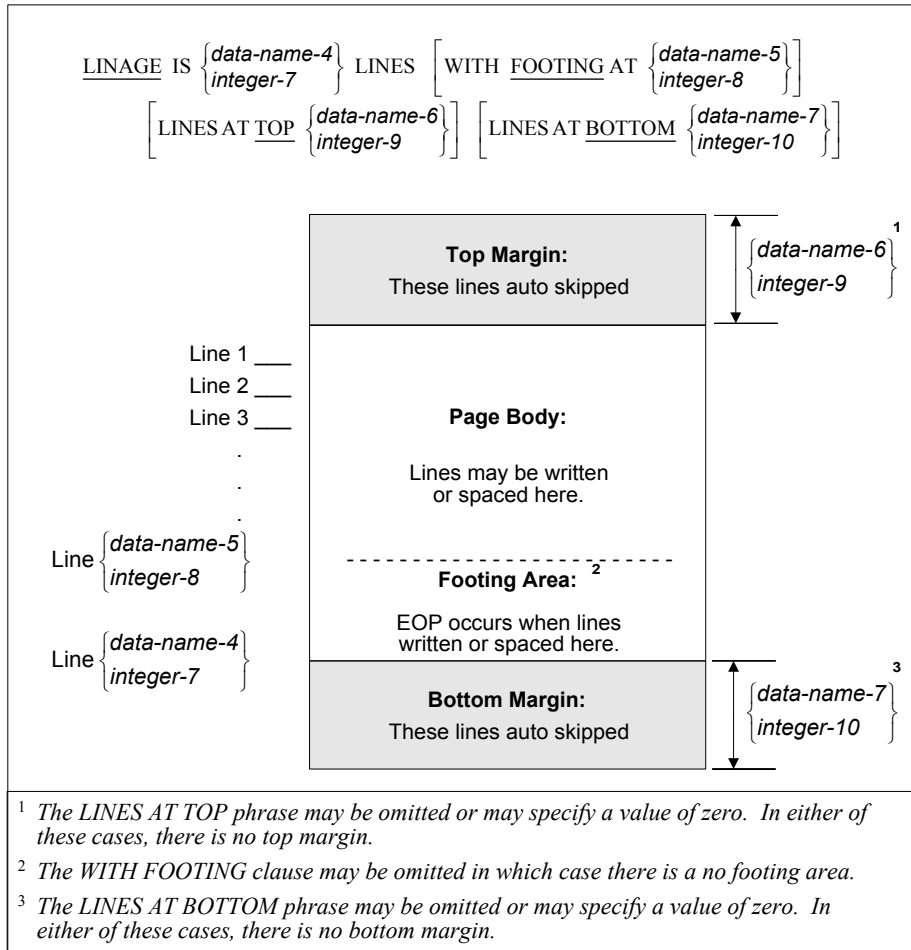 LINAGE IS {data-name-4 integer-7} LINES [WITH FOOTING AT {data-name-5 integer-8}]
[LINES AT TOP {data-name-6 integer-9}] [LINES AT BOTTOM {data-name-7 integer-10}]
Top Margin:
These lines auto skipped
{data-name-6 integer-9} 1
Line 1 ___
Line 2 ___
Line 3 ___
.
.
.
Page Body:
Lines may be written
or spaced here.
Line {data-name-5 integer-8}
Footing Area: 2
EOP occurs when lines
written or spaced here.
Line {data-name-4 integer-7}
Bottom Margin:
These lines auto skipped
{data-name-7 integer-10} 3
1 The LINES AT TOP phrase may be omitted or may specify a value of zero. In either of
these cases, there is no top margin.
2 The WITH FOOTING clause may be omitted in which case there is a no footing area.
3 The LINES AT BOTTOM phrase may be omitted or may specify a value of zero. In
either of these cases, there is no bottom margin.